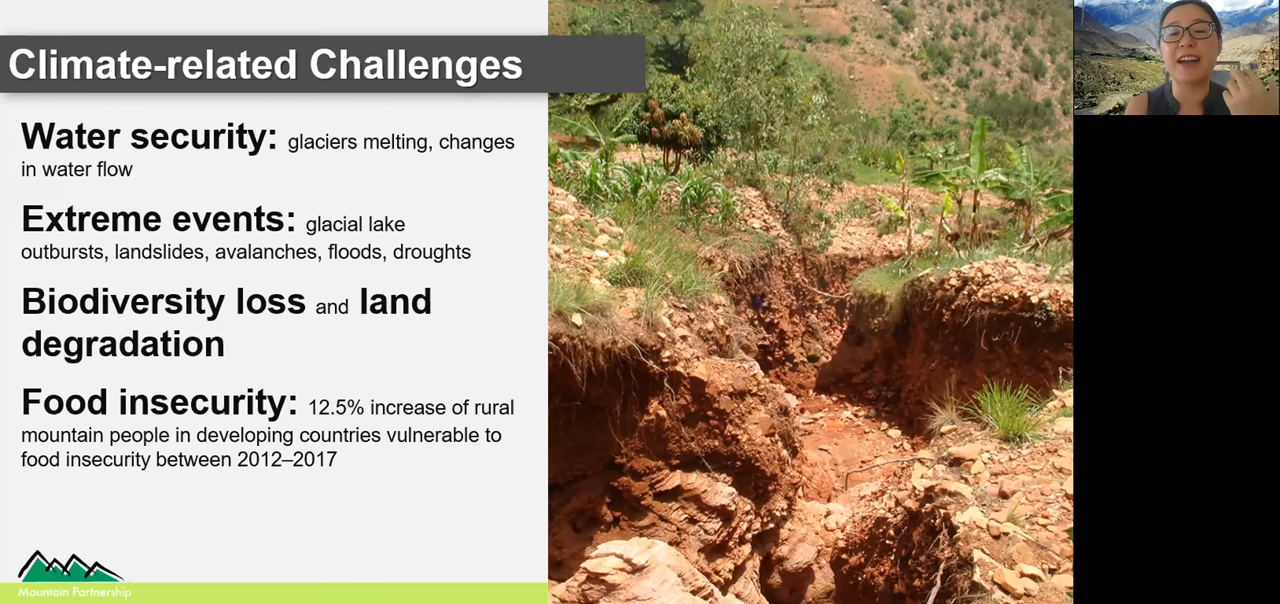 Climate-related Challenges
Water security: glaciers melting, changes
in water flow
Extreme events: glacial lake
outbursts, landslides, avalanches, floods, droughts
Biodiversity loss and land
degradation
Food insecurity: 12.5% increase of rural
mountain people in developing countries vulnerable to
food insecurity between 2012–2017
Mountain Partnership